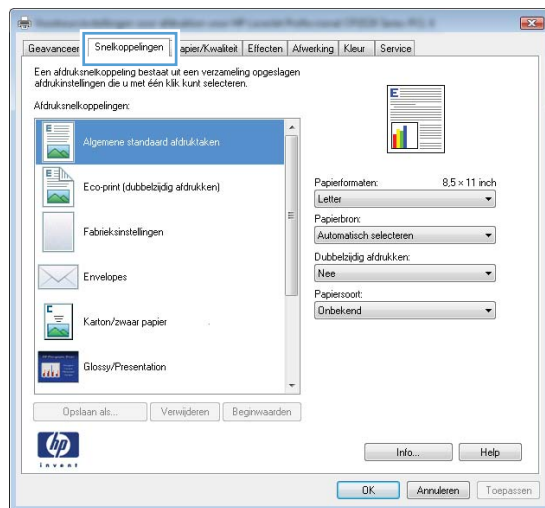 Geavanceer Snelkoppelingen apier/Kwaliteit Effecten Afwerking Kleur Service
Een afdruksnelkoppeling bestaat uit een verzameling opgeslagen
afdrukinstellingen die u met één klik kunt selecteren.
Afdruksnelkoppelingen:
Algemene standaard afdruktaken
Eco-print (dubbelzijdig afdrukken)
Fabrieksinstellingen
Envelopes
Karton/zwaar papier
Glossy/Presentation
Opslaan als... Verwijderen Beginwaarden
E
Papierformaten: 8,5 × 11 inch
Letter
Papierbron:
Automatisch selecteren
Dubbelzijdig afdrukken:
Nee
Papiersoort:
Onbekend
hp
invent
Info... Help
OK Annuleren Toepassen